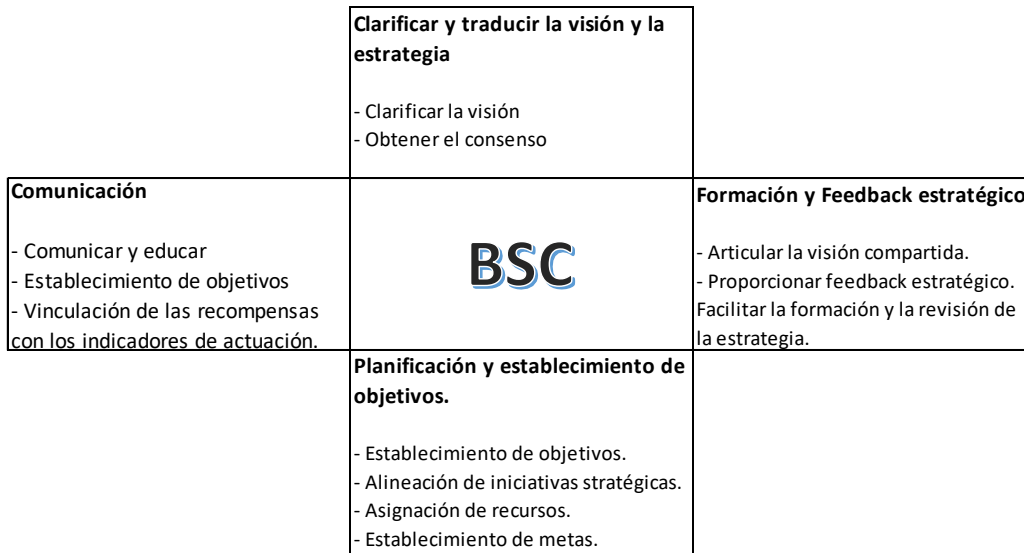 Clarificar y traducir la visión y la
estrategia
- Clarificar la visión
- Obtener el consenso
Comunicación
- Comunicar y educar
- Establecimiento de objetivos
- Vinculación de las recompensas
con los indicadores de actuación.
BSC
Formación y Feedback estratégico
- Articular la visión compartida.
- Proporcionar feedback estratégico.
Facilitar la formación y la revisión de
la estrategia.
Planificación y establecimiento de
objetivos.
- Establecimiento de objetivos.
- Alineación de iniciativas stratégicas.
- Asignación de recursos.
- Establecimiento de metas.